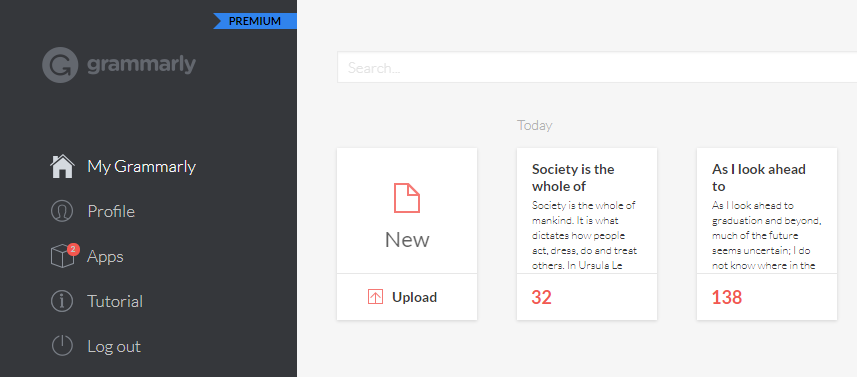 PREMIUM
grammarly
My Grammarly
Profile
2
Apps
Tutorial
Log out
Search...
Today
New
Upload
Society is the
whole of
Society is the whole of
mankind. It is what
dictates how people
act, dress, do and treat
others. In Ursula Le
32
As I look ahead
to
As I look ahead to
graduation and beyond,
much of the future
seems uncertain; I do
not know where in the
138